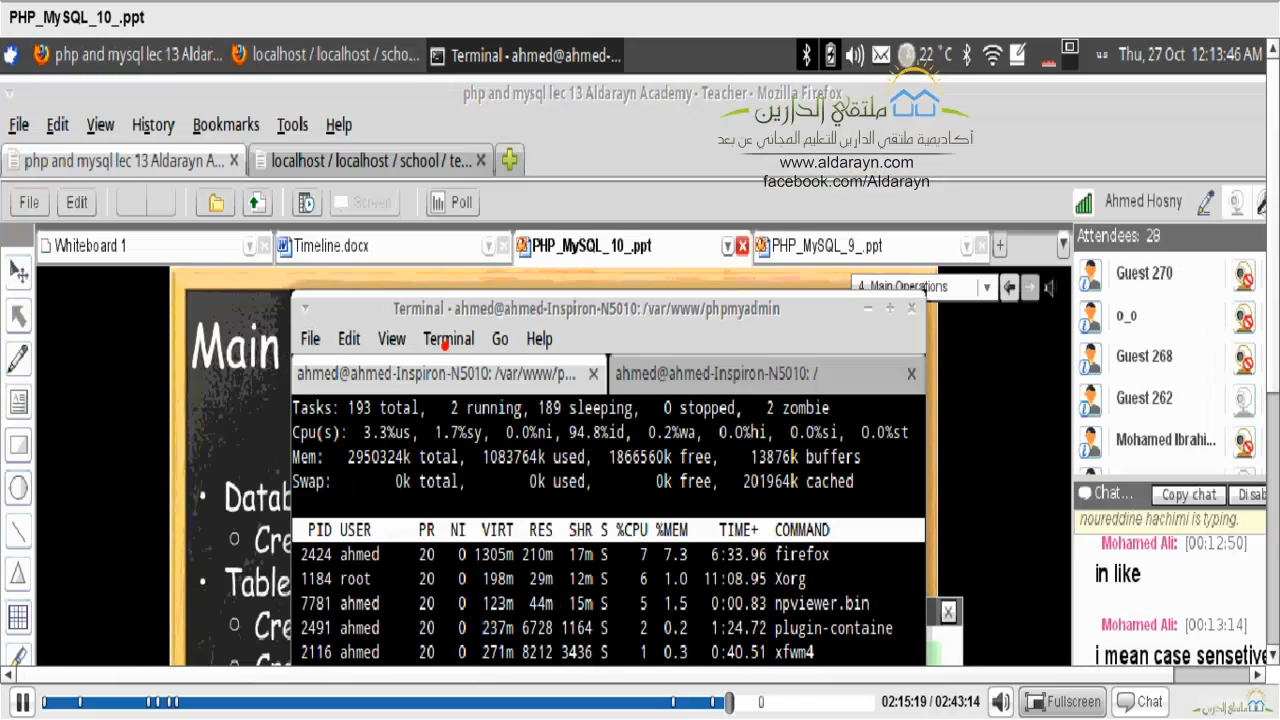 PHP_MySQL_10_.ppt
php and mysql lec 13 Aldar...
localhost / localhost / scho...
Terminal - ahmed@ahmed-...
22 °C
Thu, 27 Oct 12:13:46 AM
php and mysql lec 13 Aldarayn Academy - Teacher - Mozilla Firefox
ملتقي الدارين
أكاديمية ملتقي الدارين للتعليم المجاني عن بعد
www.aldarayn.com
facebook.com/Aldarayn
File Edit View History Bookmarks Tools Help
php and mysql lec 13 Aldarayn A...
localhost / localhost / school / te...
File Edit Screen Poll
Ahmed Hosny
Whiteboard 1
Timeline.docx
PHP_MySQL_10_.ppt
PHP_MySQL_9_.ppt
Attendees: 28
4. Main Operations
Guest 270
o_o
Guest 268
Guest 262
Mohamed Ibrahi...
Main
Datab
Cre
Table
Cre
Terminal - ahmed@ahmed-Inspiron-N5010: /var/www/phpmyadmin
File Edit View Terminal Go Help
ahmed@ahmed-Inspiron-N5010: /var/www/p...
ahmed@ahmed-Inspiron-N5010: /
Tasks: 193 total, 2 running, 189 sleeping, 0 stopped, 2 zombie
Cpu(s): 3.3%us, 1.7%sy, 0.0%ni, 94.8%id, 0.2%wa, 0.0%hi, 0.0%si, 0.0%st
Mem: 2950324k total, 1083764k used, 1866560k free, 13876k buffers
Swap: 0k total, 0k used, 0k free, 201964k cached
PID USER PR NI VIRT RES SHR S %CPU %MEM TIME+ COMMAND
2424 ahmed 20 0 1305m 210m 17m S 7 7.3 6:33.96 firefox
1184 root 20 0 198m 29m 12m S 6 1.0 11:08.95 Xorg
7781 ahmed 20 0 123m 44m 15m S 5 1.5 0:00.83 npviewer.bin
2491 ahmed 20 0 237m 6728 1164 S 2 0.2 1:24.72 plugin-containe
2116 ahmed 20 0 271m 8212 3436 S 1 0.3 0:40.51 xfwm4
Chat...
Copy chat
Disab
noureddine hachimi is typing.
Mohamed Ali: [00:12:50]
in like
Mohamed Ali: [00:13:14]
i mean case sensetive
0
02:15:19 / 02:43:14
Fullscreen
Chat
ملتقي الدارين